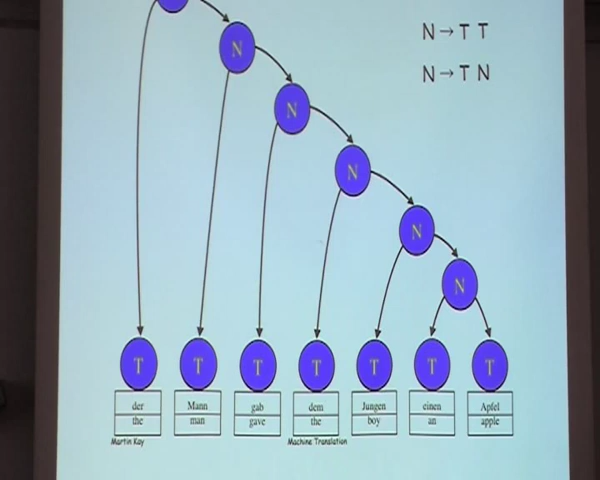 N→T T
N→T N
N
N
N
N
N
T T T T T T T
der Mann gab dem Jungen einen Apfel
the man gave the boy an apple
Martin Kay Machine Translation